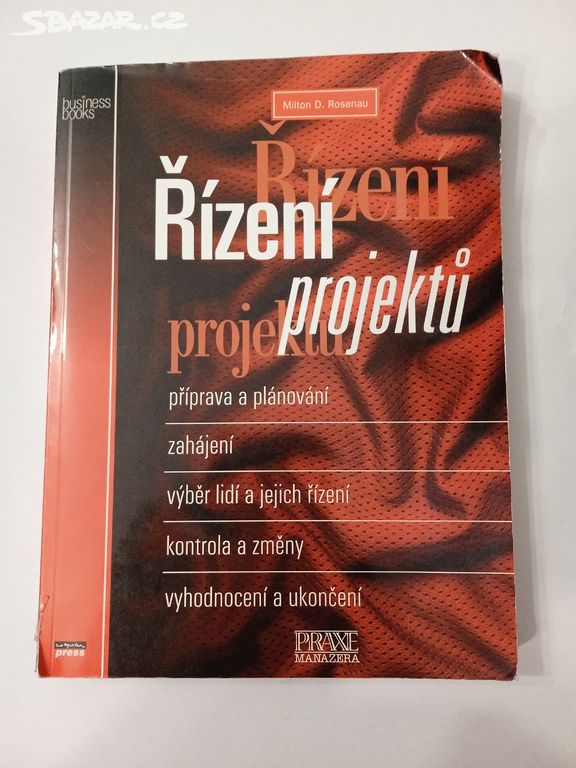 SBAZAR.CZ
business
books
Milton D. Rosenau
Řízení
Řízení
projektů
projektů
příprava a plánování
zahájení
výběr lidí a jejich řízení
kontrola a změny
vyhodnocení a ukončení
computer
press
PRAXE
MANAŽERA